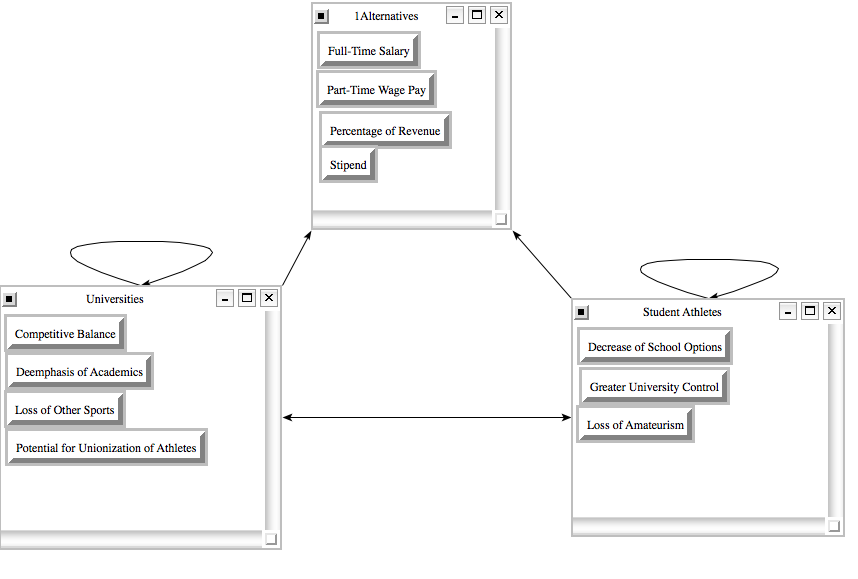 1Alternatives
Full-Time Salary
Part-Time Wage Pay
Percentage of Revenue
Stipend
Universities
Competitive Balance
Deemphasis of Academics
Loss of Other Sports
Potential for Unionization of Athletes
Student Athletes
Decrease of School Options
Greater University Control
Loss of Amateurism